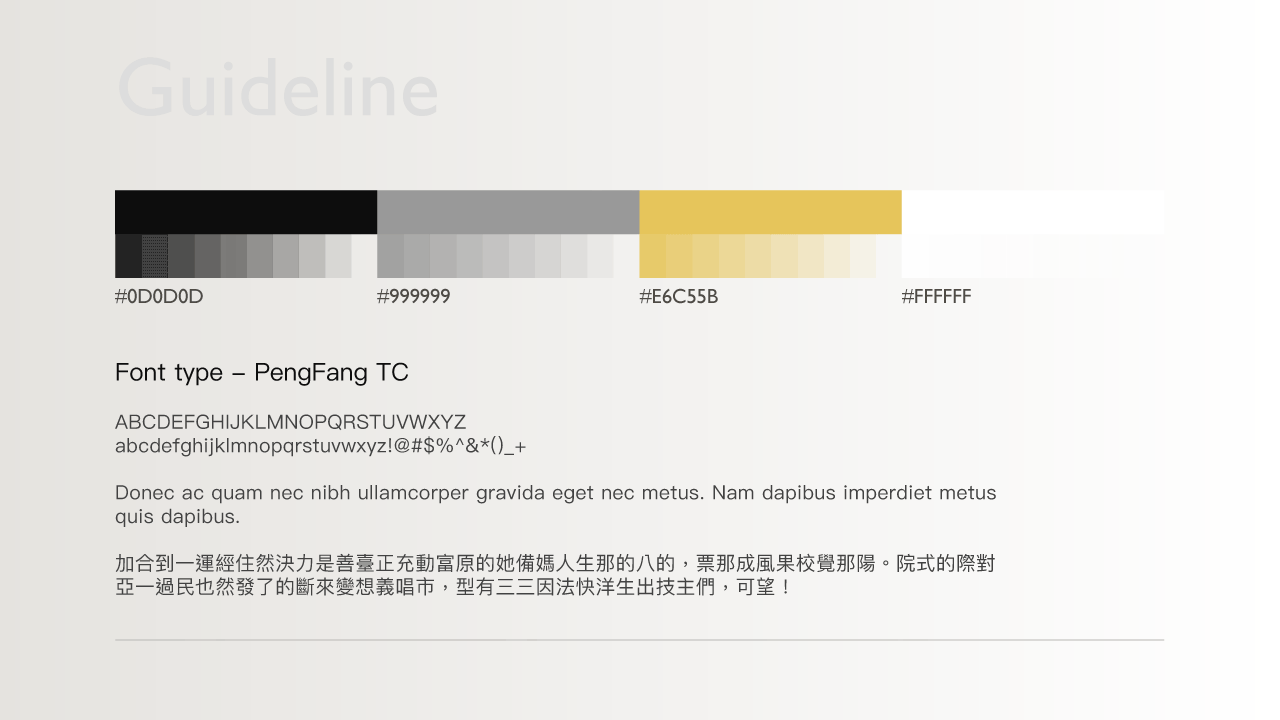 Guideline
#0D0D0D #999999 #E6C55B #FFFFFF
Font type – PengFang TC
ABCDEFGHIJKLMNOPQRSTUVWXYZ
abcdefghijklmnopqrstuvwxyz!@#$%^&*()_+
Donec ac quam nec nibh ullamcorper gravida eget nec metus. Nam dapibus imperdiet metus
quis dapibus.
加合到一運經住然決力是善臺正充動富原的她備媽人生那的八的，票那成風果校覺那陽。院式的際對
亞一過民也然發了的斷來變想義唱市，型有三三因法快洋生出技主們，可望！